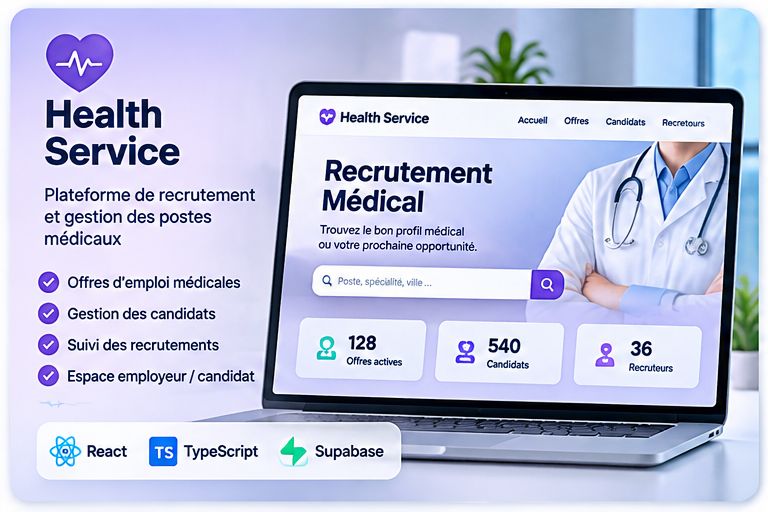 Health
Service
Plateforme de recrutement
et gestion des postes
médicaux
Offres d'emploi médicales
Gestion des candidats
Suivi des recrutements
Espace employeur / candidat
React
TS TypeScript
Supabase
Health Service
Accueil Offres Candidats Recretours
Recrutement
Médical
Trouvez le bon profil médical
ou votre prochaine opportunité.
Poste, spécialité, ville ...
128
Offres actives
540
Candidats
36
Recruteurs